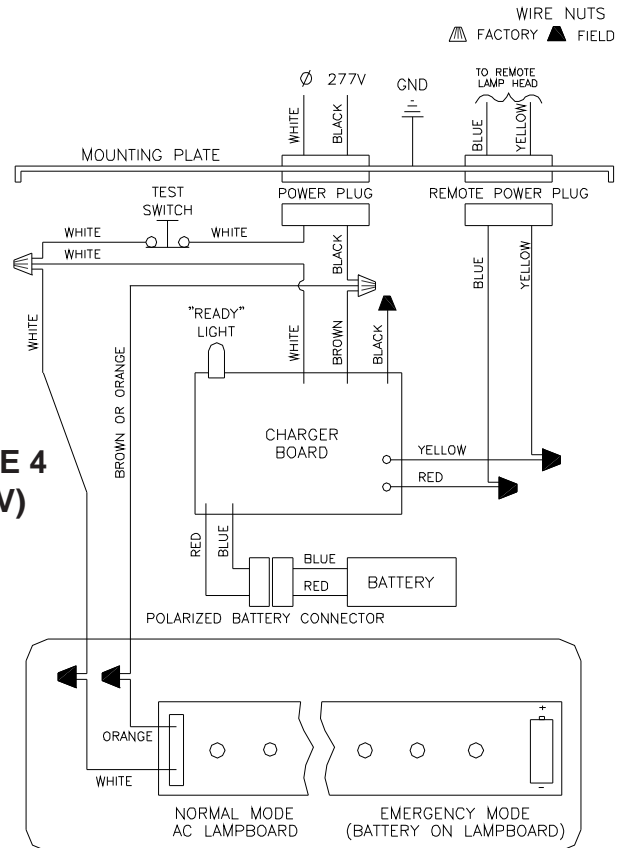 WIRE NUTS
FACTORY FIELD
TO REMOTE
LAMP HEAD
Ø 277V
GND
WHITE
BLACK
BLUE
YELLOW
MOUNTING PLATE
POWER PLUG
REMOTE POWER PLUG
TEST
SWITCH
WHITE
WHITE
WHITE
BLACK
BLUE
YELLOW
"READY"
LIGHT
WHITE
WHITE
BROWN
BLACK
BROWN OR ORANGE
CHARGER
BOARD
YELLOW
RED
E 4
V)
RED
BLUE
BLUE
RED
BATTERY
POLARIZED BATTERY CONNECTOR
ORANGE
WHITE
+
-
NORMAL MODE
AC LAMPBOARD
EMERGENCY MODE
(BATTERY ON LAMPBOARD)